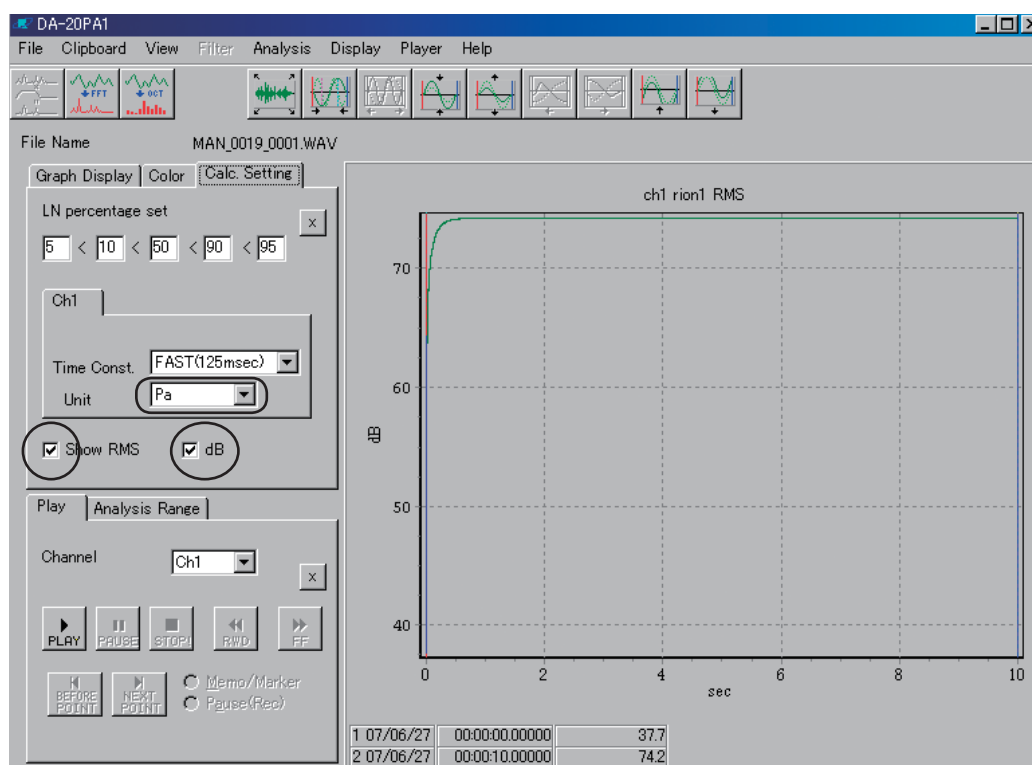 DA-20PA1
File Clipboard View Filter Analysis Display Player Help
FFT OCT
File Name MAN_0019_0001.WAV
Graph Display Color Calc. Setting
LN percentage set x
5 < 10 < 50 < 90 < 95
Ch1
Time Const. FAST(125msec)
Unit Pa
Show RMS dB
Play Analysis Range
Channel Ch1
x
PLAY PAUSE STOP! RWD FF
BEFORE POINT NEXT POINT Memo/Marker
Pause(Rec)
ch1 rion1 RMS
70
60
dB
50
40
0 2 4 6 8 10
sec
1 07/06/27 00:00:00.00000 37.7
2 07/06/27 00:00:10.00000 74.2